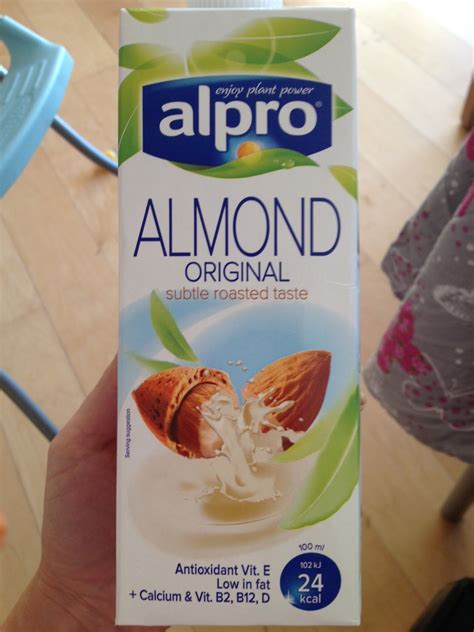 enjoy plant power
alpro®
ALMOND
ORIGINAL
subtle roasted taste
Serving suggestion
Antioxidant Vit. E
Low in fat
+ Calcium & Vit. B2, B12, D
100 ml
102 kJ
24
kcal